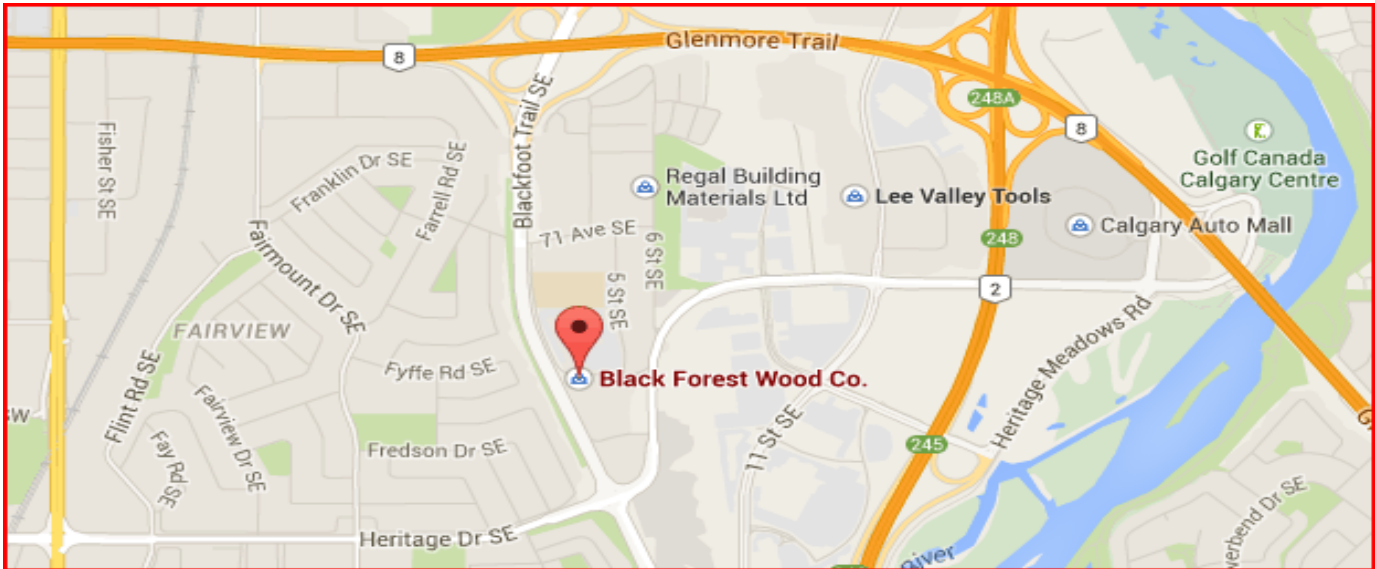 Glenmore Trail
8
248A
8
Fisher St SE
Franklin Dr SE
Farrell Rd SE
Blackfoot Trail SE
Regal Building
Materials Ltd
Lee Valley Tools
Golf Canada
Calgary Centre
Calgary Auto Mall
71 Ave SE
6 St SE
5 St SE
248
2
Fairmount Dr SE
FAIRVIEW
Heritage Meadows Rd
Flint Rd SE
Fyffe Rd SE
Black Forest Wood Co.
SW
Fairview Dr SE
Fay Rd SE
Fredson Dr SE
11 St SE
245
Heritage Dr SE
River